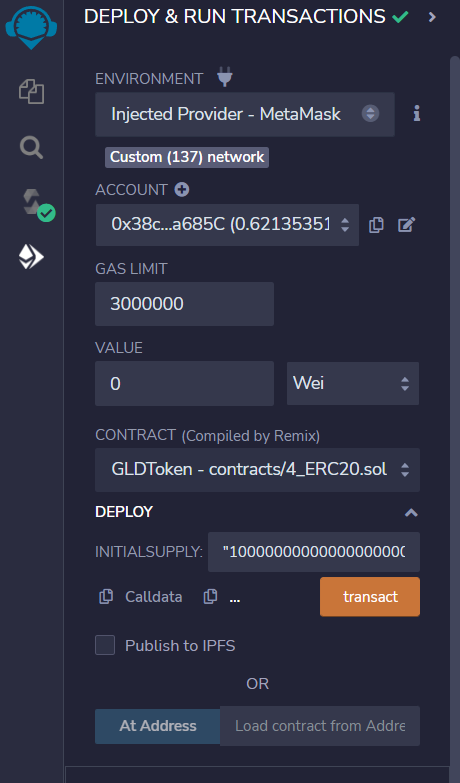 DEPLOY & RUN TRANSACTIONS
ENVIRONMENT
Injected Provider - MetaMask
Custom (137) network
ACCOUNT
0x38c...a685C (0.62135351
GAS LIMIT
3000000
VALUE
0 Wei
CONTRACT (Compiled by Remix)
GLDToken - contracts/4_ERC20.sol
DEPLOY
INITIALSUPPLY: "1000000000000000000
Calldata ... transact
Publish to IPFS
OR
At Address Load contract from Addre